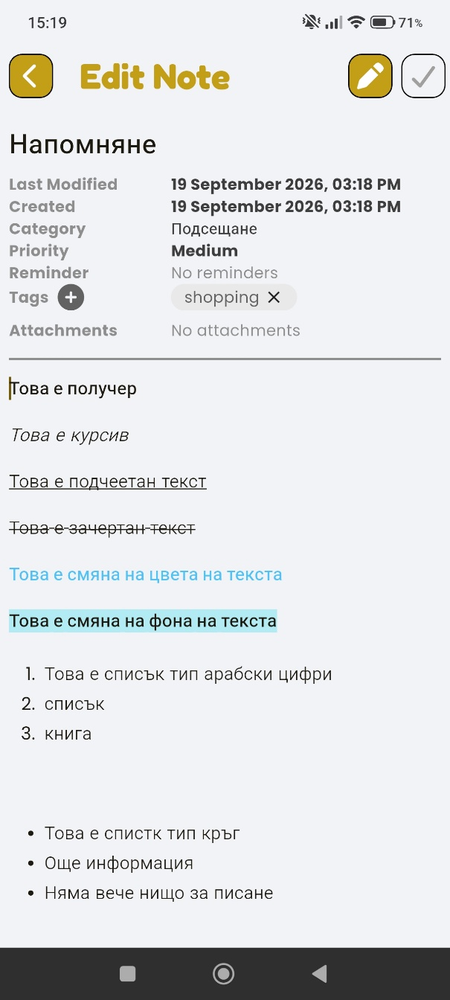 15:19
71%
Edit Note
Напомняне
Last Modified 19 September 2026, 03:18 PM
Created 19 September 2026, 03:18 PM
Category Подсещане
Priority Medium
Reminder No reminders
Tags shopping
Attachments No attachments
Това е получер
Това е курсив
Това е подчеетан текст
Това е зачертан текст
Това е смяна на цвета на текста
Това е смяна на фона на текста
1. Това е списък тип арабски цифри
2. списък
3. книга
• Това е спистк тип кръг
• Още информация
• Няма вече нищо за писане